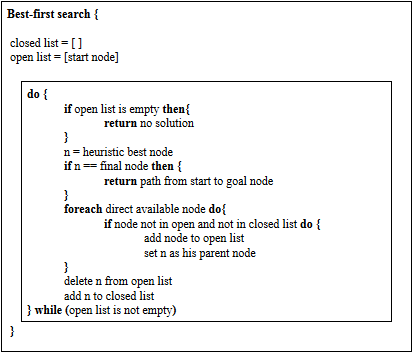 Best-first search {
closed list = [ ]
open list = [start node]
do {
if open list is empty then{
return no solution
}
n = heuristic best node
if n == final node then {
return path from start to goal node
}
foreach direct available node do{
if node not in open and not in closed list do {
add node to open list
set n as his parent node
}
delete n from open list
add n to closed list
} while (open list is not empty)
}